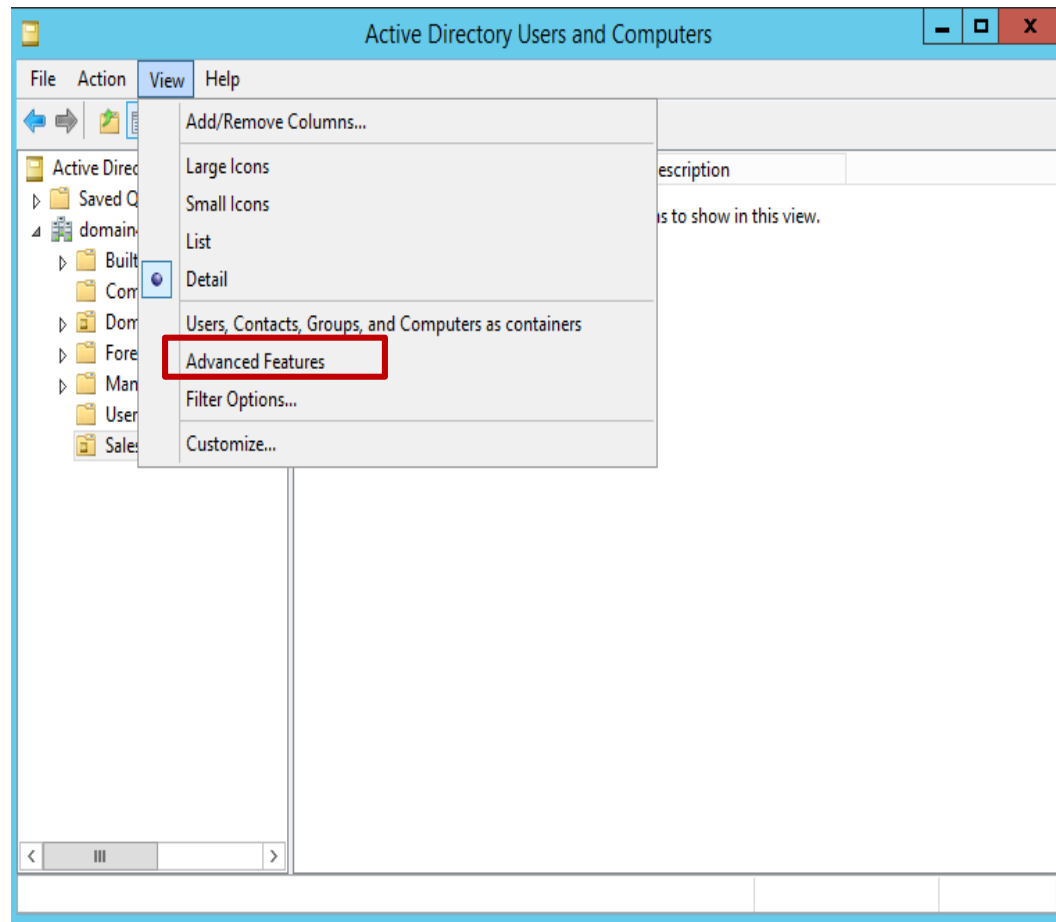 Active Directory Users and Computers
File Action View Help
Add/Remove Columns...
Large Icons
Small Icons
List
Detail
Users, Contacts, Groups, and Computers as containers
Advanced Features
Filter Options...
Customize...
Active Direc
Saved Q
domain
Built
Com
Dom
Fore
Man
User
Sales
escription
ns to show in this view.